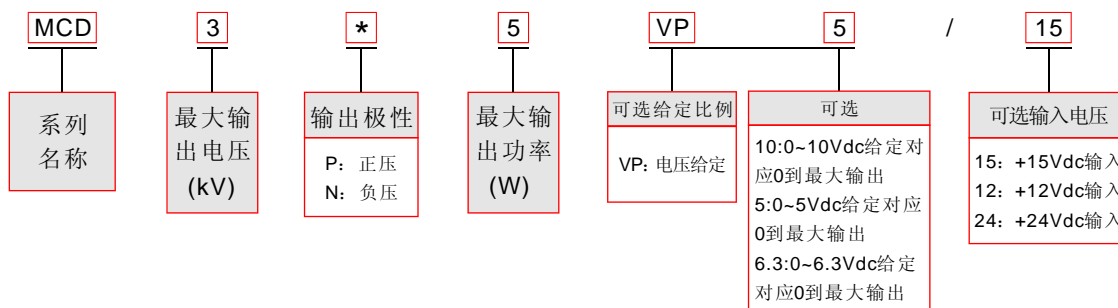 MCD 3 * 5 VP 5 / 15
系列
名称
最大输
出电压
(kV)
输出极性
P：正压
N：负压
最大输
出功率
(W)
可选给定比例
VP：电压给定
可选
10:0~10Vdc给定对
应0到最大输出
5:0~5Vdc给定对应
0到最大输出
6.3:0~6.3Vdc给定
对应0到最大输出
可选输入电压
15：+15Vdc输入
12：+12Vdc输入
24：+24Vdc输入